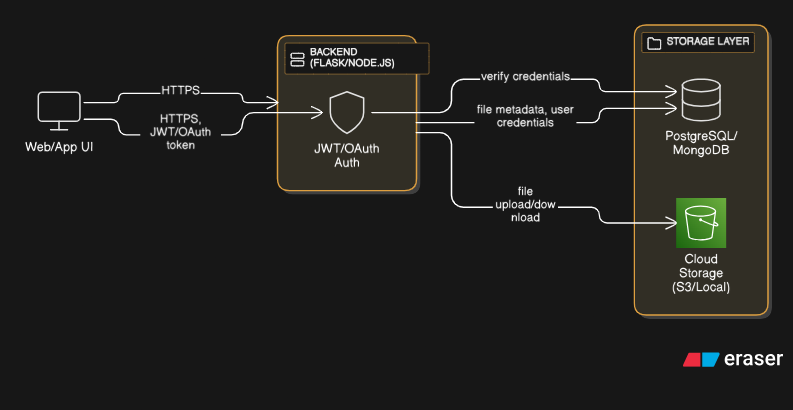 BACKEND
(FLASK/NODE.JS)
STORAGE LAYER
HTTPS
HTTPS,
JWT/OAuth
token
Web/App UI
JWT/OAuth
Auth
verify credentials
file metadata, user
credentials
file
upload/dow
nload
PostgreSQL/
MongoDB
Cloud
Storage
(S3/Local)
eraser